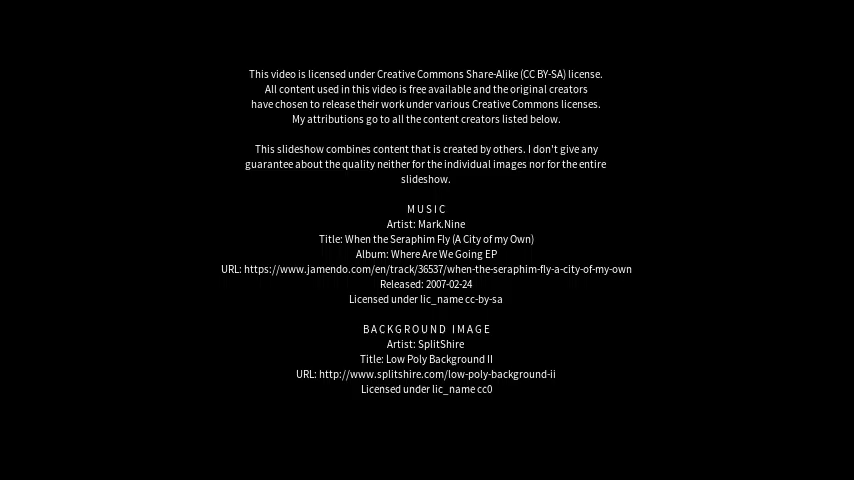 This video is licensed under Creative Commons Share-Alike (CC BY-SA) license.
All content used in this video is free available and the original creators
have chosen to release their work under various Creative Commons licenses.
My attributions go to all the content creators listed below.
This slideshow combines content that is created by others. I don't give any
guarantee about the quality neither for the individual images nor for the entire
slideshow.
MUSIC
Artist: Mark.Nine
Title: When the Seraphim Fly (A City of my Own)
Album: Where Are We Going EP
URL: https://www.jamendo.com/en/track/36537/when-the-seraphim-fly-a-city-of-my-own
Released: 2007-02-24
Licensed under lic_name cc-by-sa
BACKGROUND IMAGE
Artist: SplitShire
Title: Low Poly Background II
URL: http://www.splitshire.com/low-poly-background-ii
Licensed under lic_name cc0